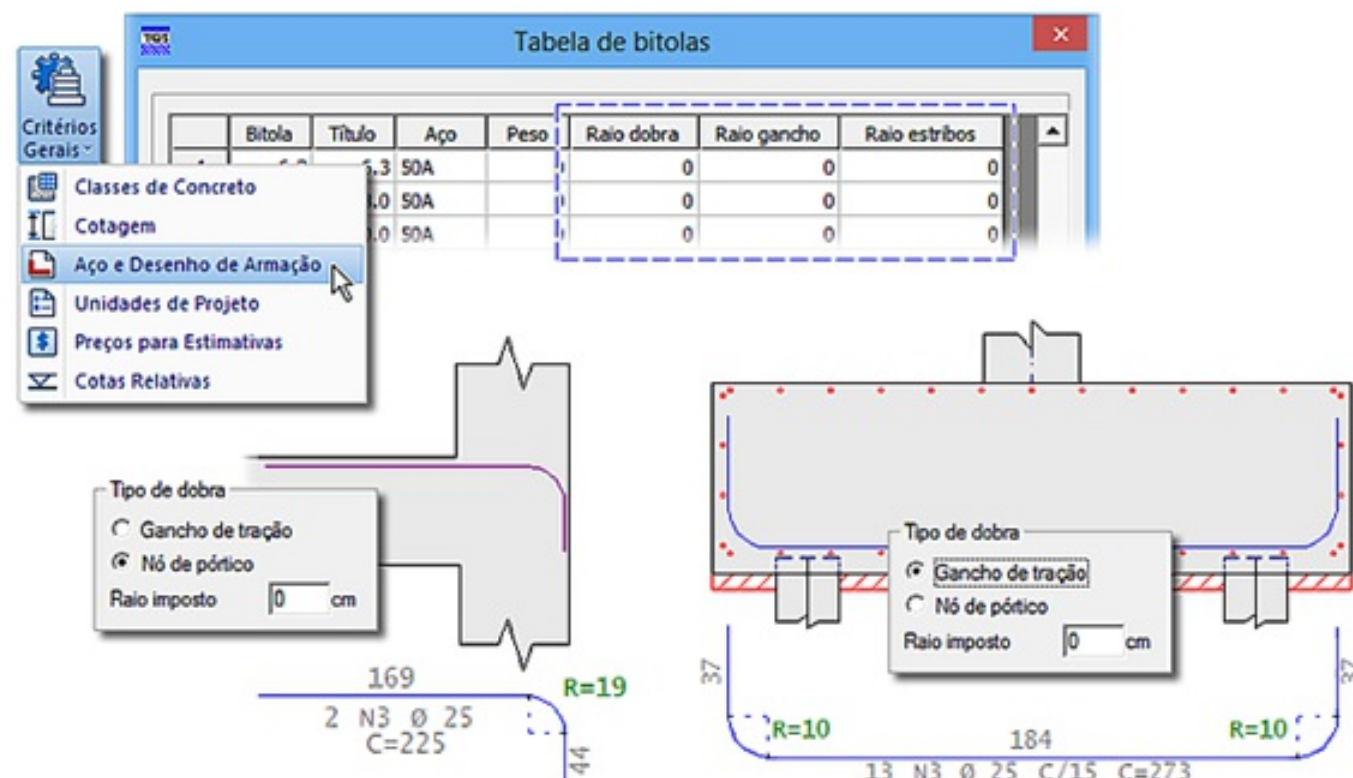 TQS
Tabela de bitolas
Critérios
Gerais
Bitola Título Aço Peso Raio dobra Raio gancho Raio estribos
50A 0 0 0
50A 0 0 0
50A 0 0 0
Classes de Concreto
Cotagem
Aço e Desenho de Armação
Unidades de Projeto
Preços para Estimativas
Cotas Relativas
Tipo de dobra
Gancho de tração
Nó de pórtico
Raio imposto 0 cm
Tipo de dobra
Gancho de tração
Nó de pórtico
Raio imposto 0 cm
169
R=19
2 N3 Ø 25
C=225
44
37
37
R=10
R=10
184
13 N3 Ø 25 C/15 C=273